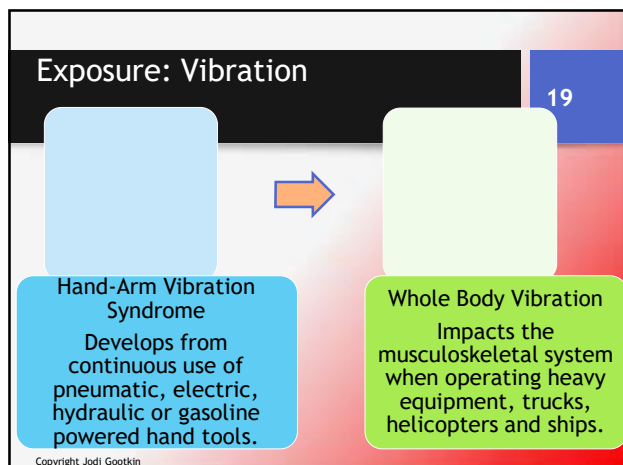 Exposure: Vibration
19
Hand-Arm Vibration
Syndrome
Develops from
continuous use of
pneumatic, electric,
hydraulic or gasoline
powered hand tools.
Whole Body Vibration
Impacts the
musculoskeletal system
when operating heavy
equipment, trucks,
helicopters and ships.
Copyright Jodi Gootkin